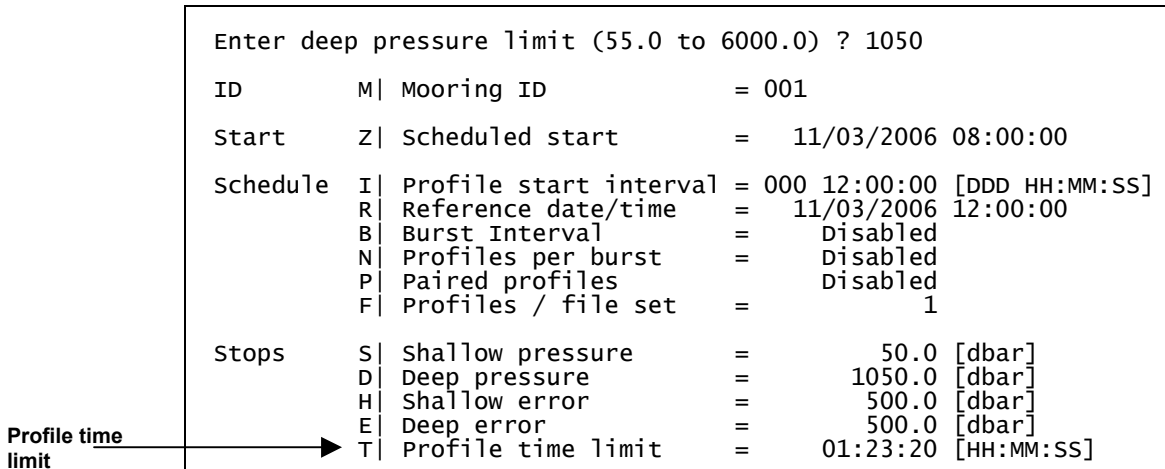 Enter deep pressure limit (55.0 to 6000.0) ? 1050
ID M| Mooring ID = 001
Start Z| Scheduled start = 11/03/2006 08:00:00
Schedule I| Profile start interval = 000 12:00:00 [DDD HH:MM:SS]
R| Reference date/time = 11/03/2006 12:00:00
B| Burst Interval = Disabled
N| Profiles per burst = Disabled
P| Paired profiles Disabled
F| Profiles / file set = 1
Stops S| Shallow pressure = 50.0 [dbar]
D| Deep pressure = 1050.0 [dbar]
H| Shallow error = 500.0 [dbar]
E| Deep error = 500.0 [dbar]
T| Profile time limit = 01:23:20 [HH:MM:SS]
Profile time
limit